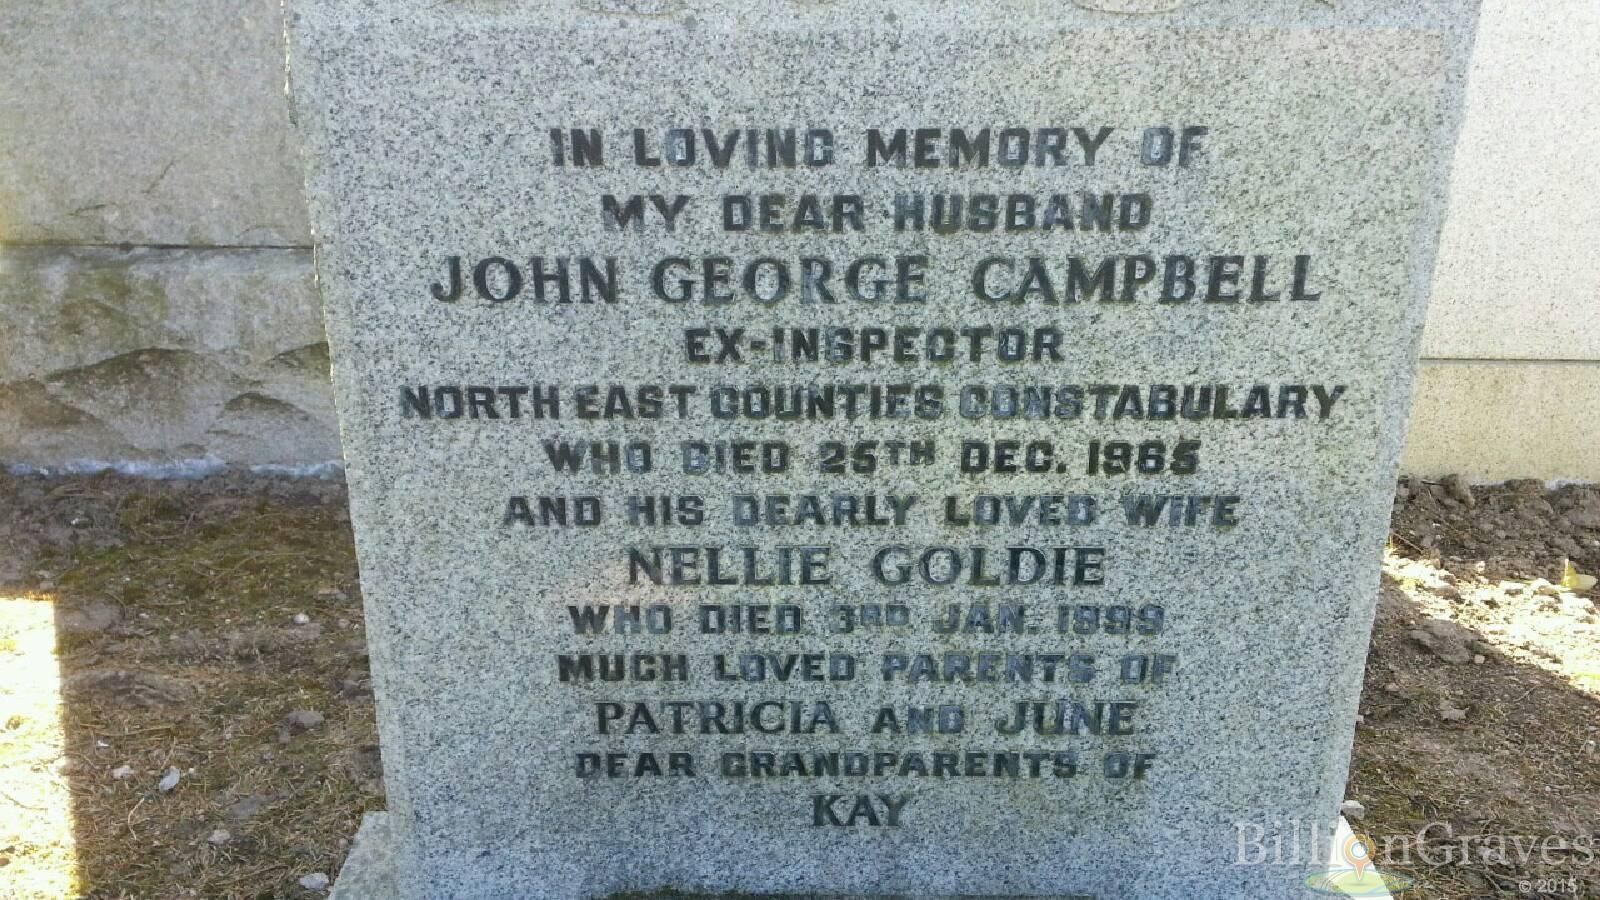 IN LOVING MEMORY OF
MY DEAR HUSBAND
JOHN GEORGE CAMPBELL
EX-INSPECTOR
NORTH EAST COUNTIES CONSTABULARY
WHO DIED 25TH DEC. 1965
AND HIS DEARLY LOVED WIFE
NELLIE GOLDIE
WHO DIED 3RD JAN. 1999
MUCH LOVED PARENTS OF
PATRICIA AND JUNE
DEAR GRANDPARENTS OF
KAY
BillionGraves
© 2015